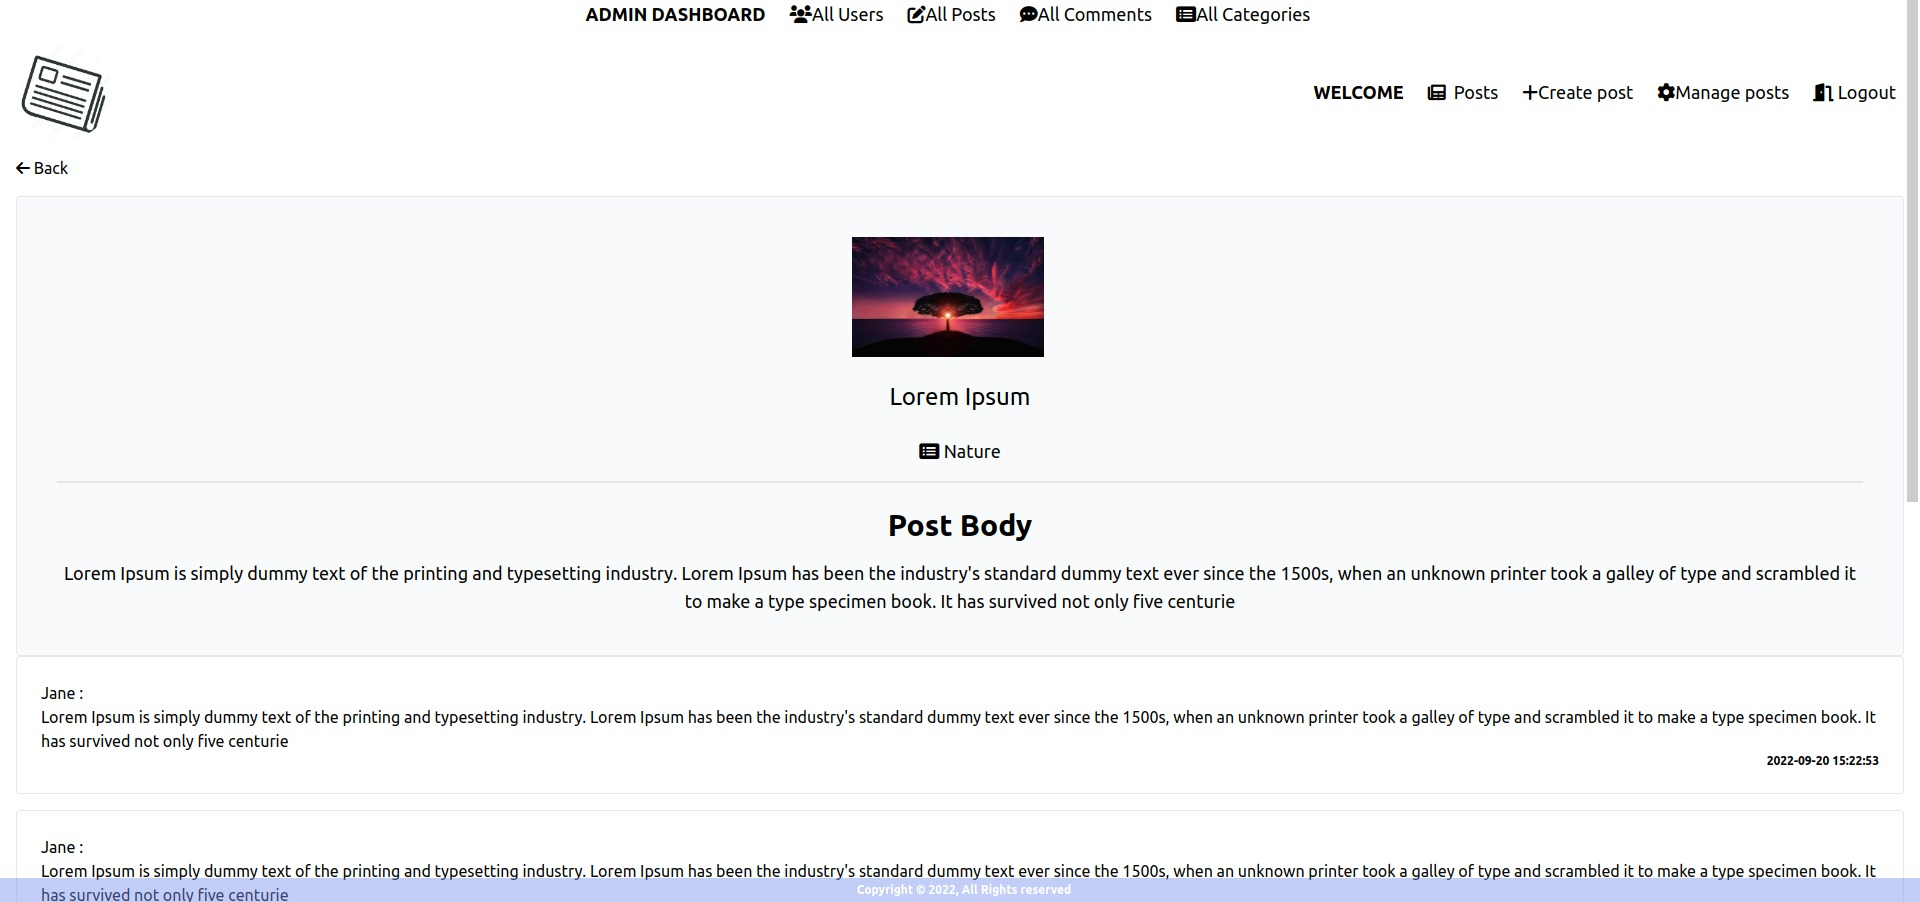 ADMIN DASHBOARD All Users All Posts All Comments All Categories
WELCOME Posts Create post Manage posts Logout
Back
Lorem Ipsum
Nature
Post Body
Lorem Ipsum is simply dummy text of the printing and typesetting industry. Lorem Ipsum has been the industry's standard dummy text ever since the 1500s, when an unknown printer took a galley of type and scrambled it
to make a type specimen book. It has survived not only five centurie
Jane :
Lorem Ipsum is simply dummy text of the printing and typesetting industry. Lorem Ipsum has been the industry's standard dummy text ever since the 1500s, when an unknown printer took a galley of type and scrambled it to make a type specimen book. It
has survived not only five centurie
2022-09-20 15:22:53
Jane :
Lorem Ipsum is simply dummy text of the printing and typesetting industry. Lorem Ipsum has been the industry's standard dummy text ever since the 1500s, when an unknown printer took a galley of type and scrambled it to make a type specimen book. It
has survived not only five centurie
Copyright © 2022, All Rights reserved